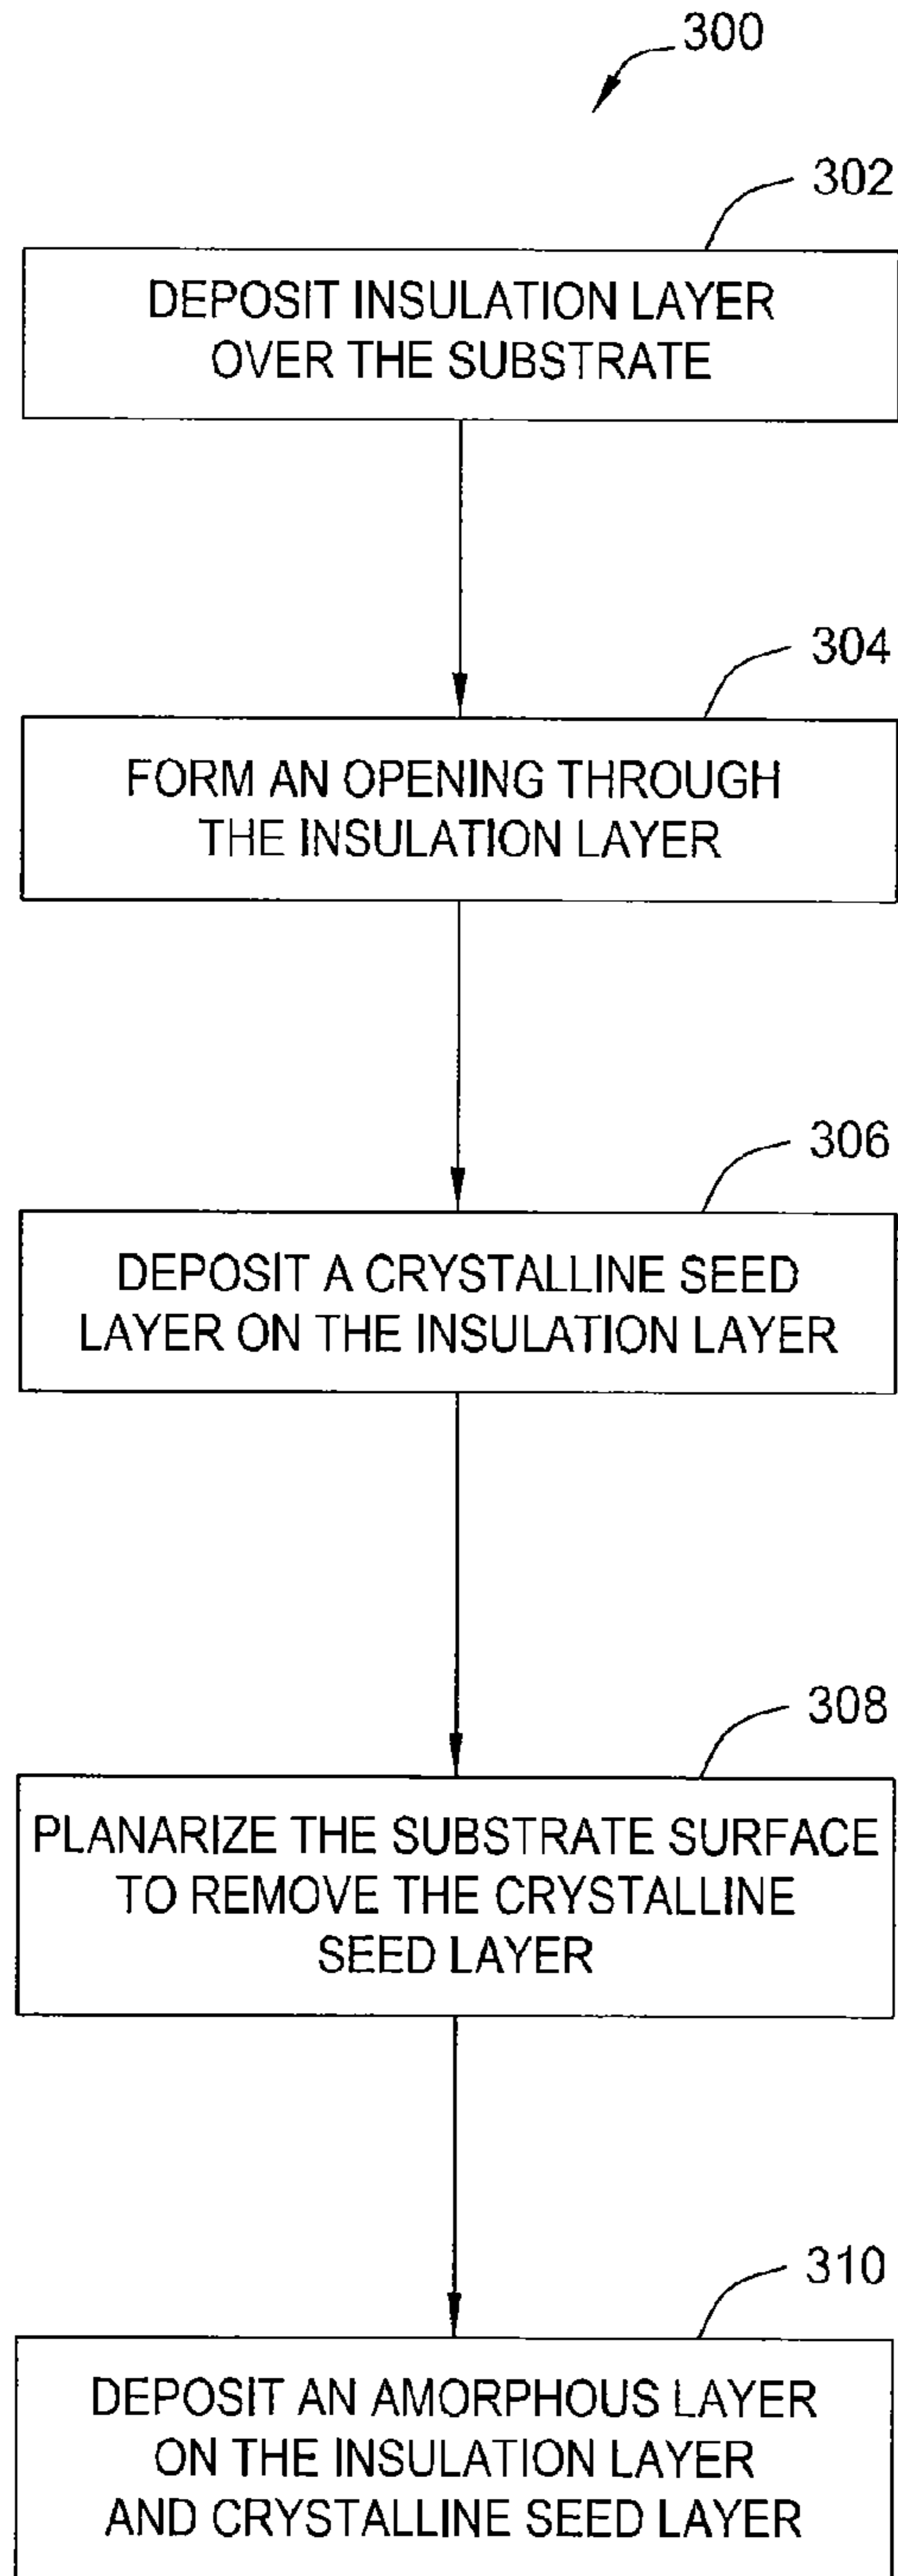 300
302
DEPOSIT INSULATION LAYER
OVER THE SUBSTRATE
304
FORM AN OPENING THROUGH
THE INSULATION LAYER
306
DEPOSIT A CRYSTALLINE SEED
LAYER ON THE INSULATION LAYER
308
PLANARIZE THE SUBSTRATE SURFACE
TO REMOVE THE CRYSTALLINE
SEED LAYER
310
DEPOSIT AN AMORPHOUS LAYER
ON THE INSULATION LAYER
AND CRYSTALLINE SEED LAYER